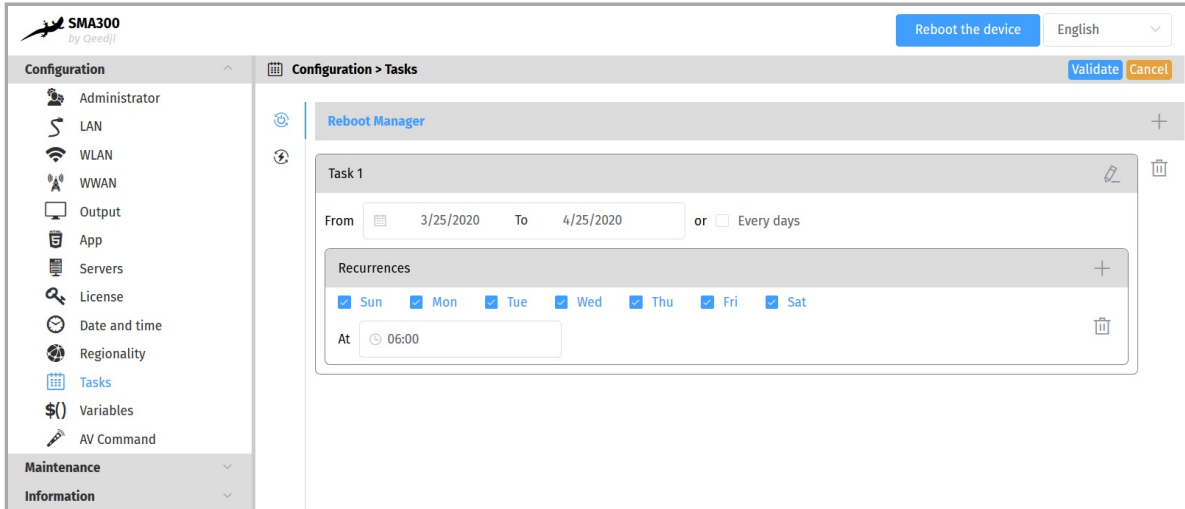 SMA300
by Qeedji
Reboot the device
English
Configuration
Configuration > Tasks
Validate
Cancel
Administrator
LAN
WLAN
WWAN
Output
App
Servers
License
Date and time
Regionality
Tasks
$() Variables
AV Command
Maintenance
Information
Reboot Manager
Task 1
From 3/25/2020 To 4/25/2020 or Every days
Recurrences
Sun Mon Tue Wed Thu Fri Sat
At 06:00